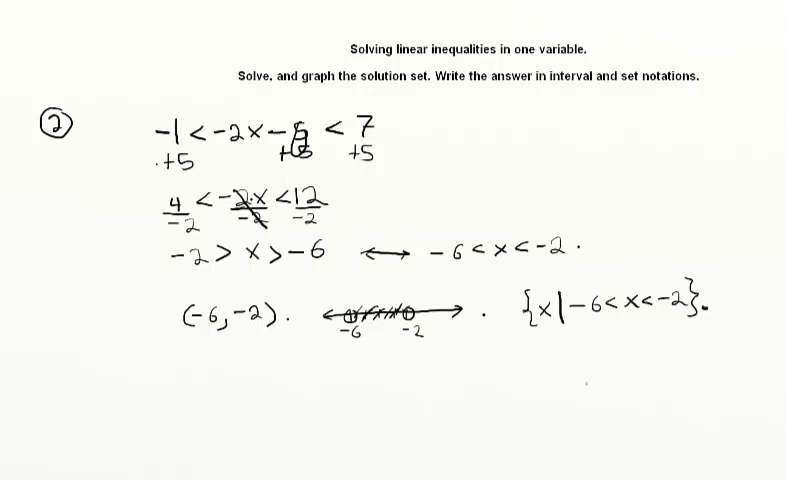 Solving linear inequalities in one variable.
Solve, and graph the solution set. Write the answer in interval and set notations.
② -1 < -2x - 5 < 7
+5 +5 +5
4/-2 < -2x/-2 < 12/-2
-2 > x > -6 ⟷ -6 < x < -2.
(-6, -2). -6 -2 . {x | -6 < x < -2}.